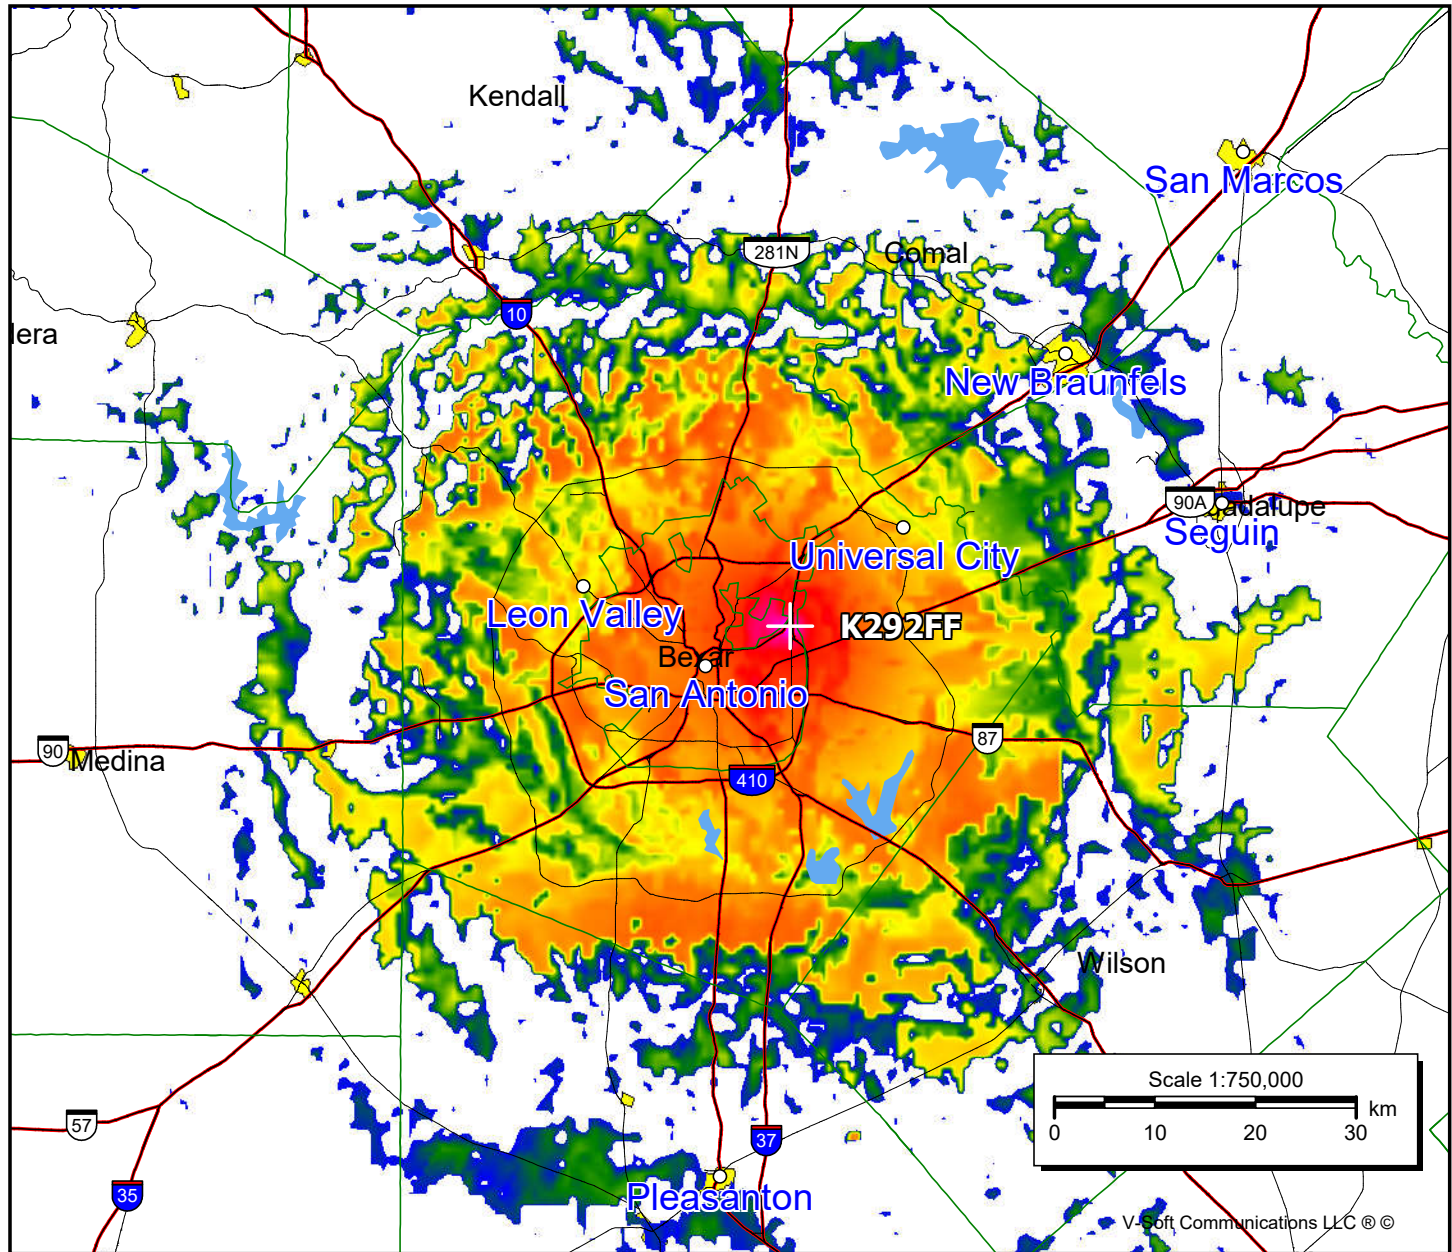 Kendall
San Marcos
281N
Comal
10
lera
New Braunfels
90A
adalupe
Seguin
Universal City
Leon Valley
K292FF
Bexar
San Antonio
87
90
Medina
410
Wilson
Scale 1:750,000
km
0 10 20 30
57
37
35
Pleasanton
V-Soft Communications LLC ® ©